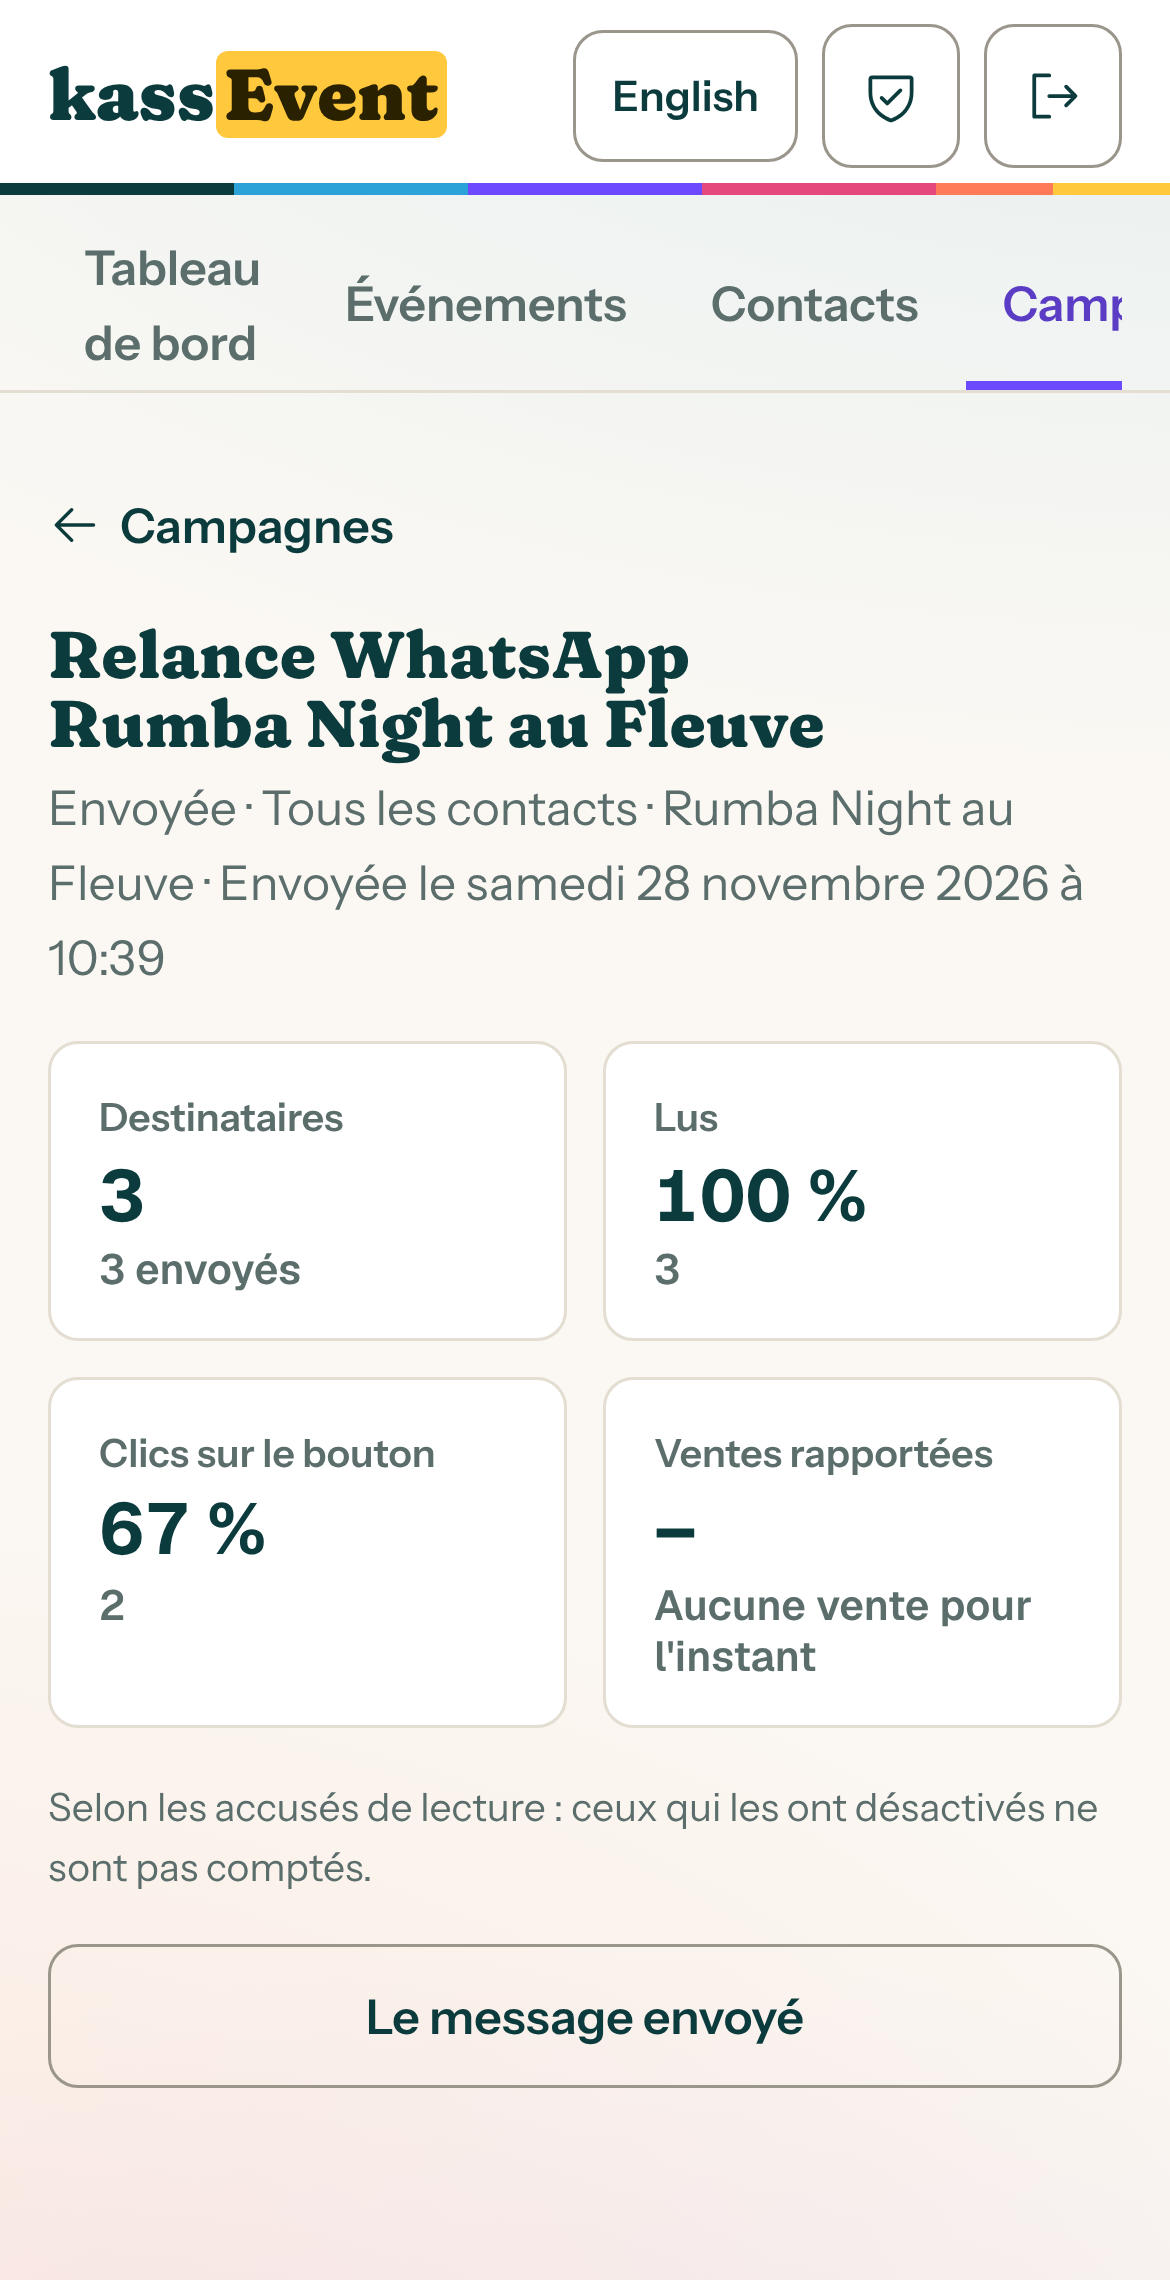 kassEvent
English
Tableau
de bord
Événements
Contacts
Camp
Campagnes
Relance WhatsApp
Rumba Night au Fleuve
Envoyée · Tous les contacts · Rumba Night au
Fleuve · Envoyée le samedi 28 novembre 2026 à
10:39
Destinataires
3
3 envoyés
Lus
100 %
3
Clics sur le bouton
67 %
2
Ventes rapportées
–
Aucune vente pour
l'instant
Selon les accusés de lecture : ceux qui les ont désactivés ne
sont pas comptés.
Le message envoyé